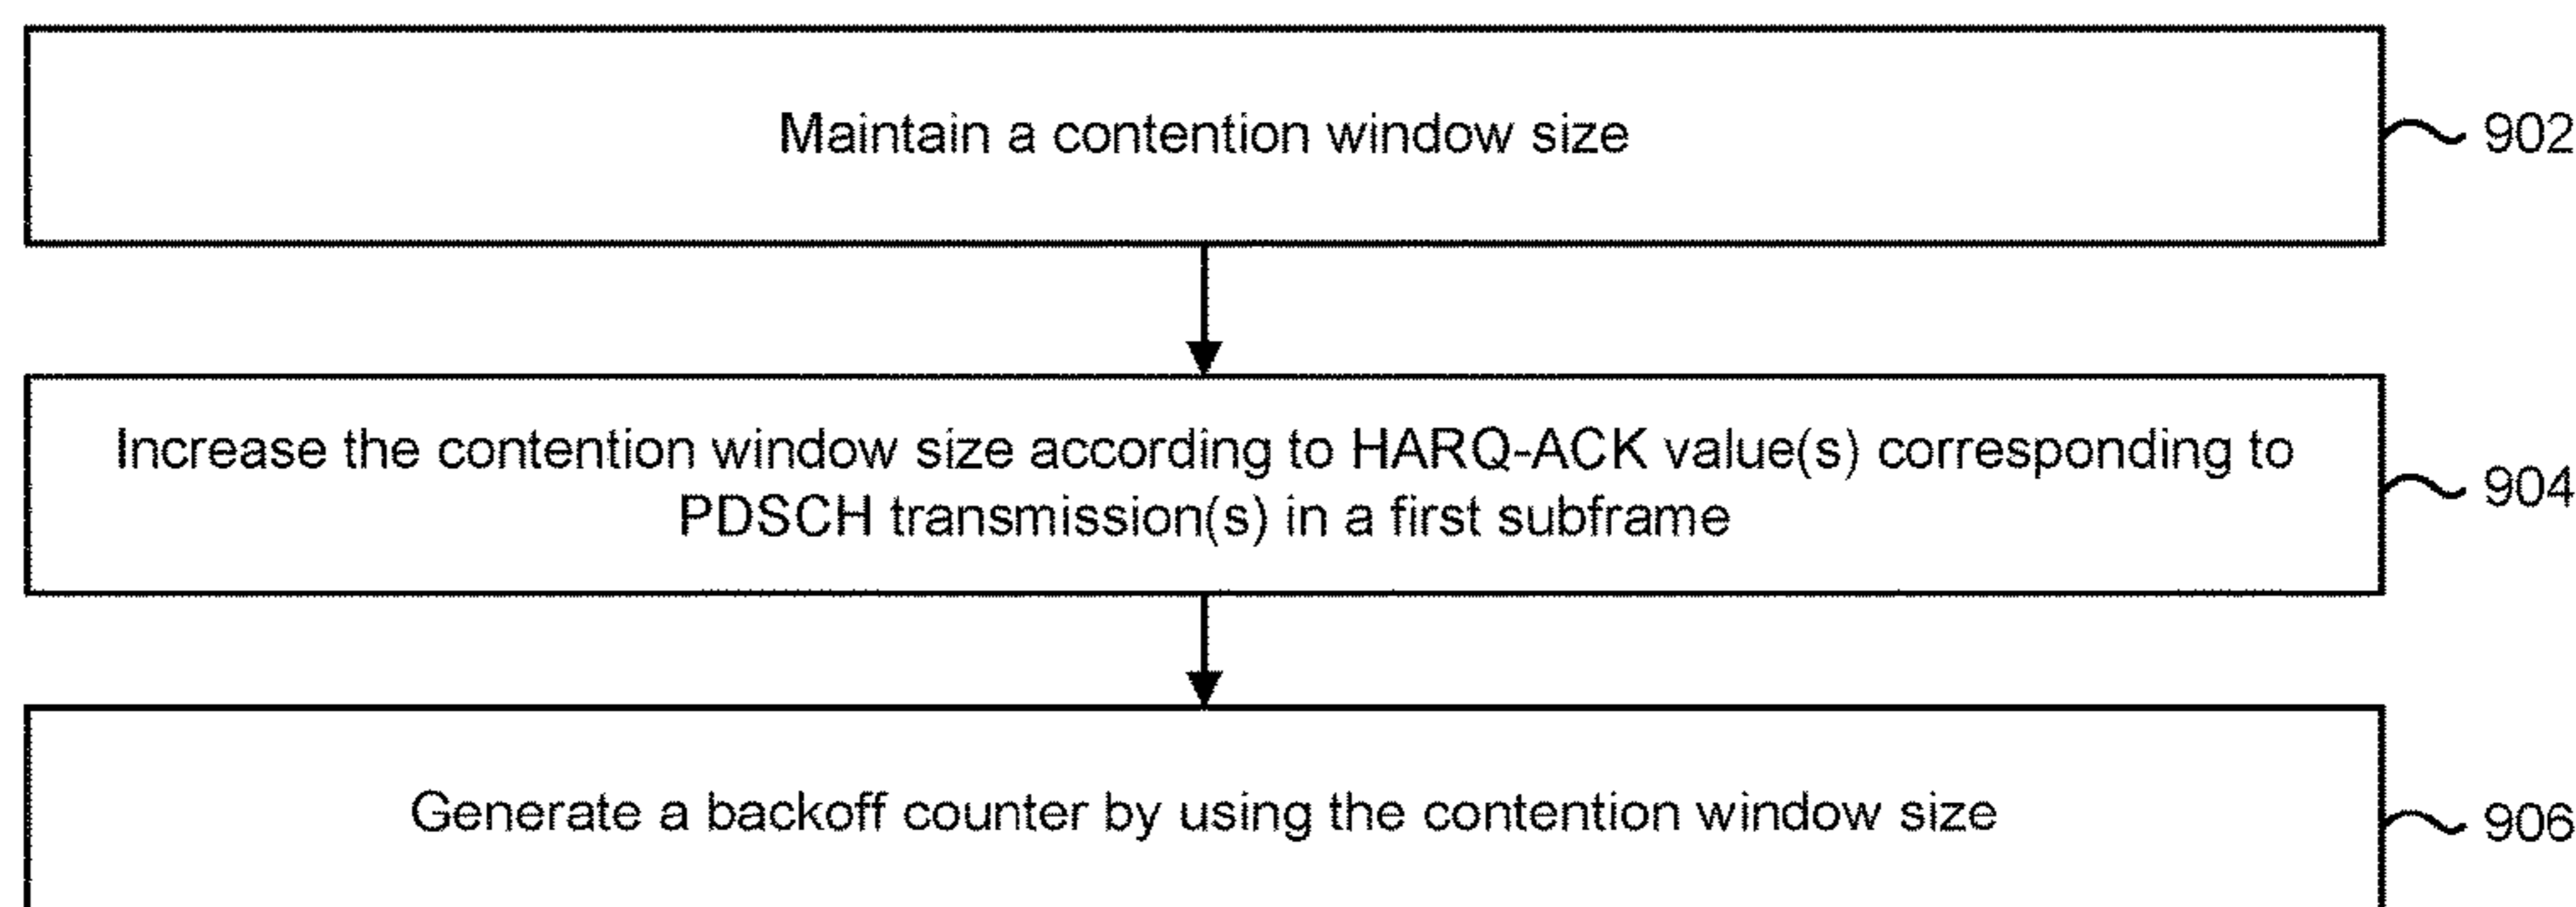 Maintain a contention window size
902
Increase the contention window size according to HARQ-ACK value(s) corresponding to
PDSCH transmission(s) in a first subframe
904
Generate a backoff counter by using the contention window size
906